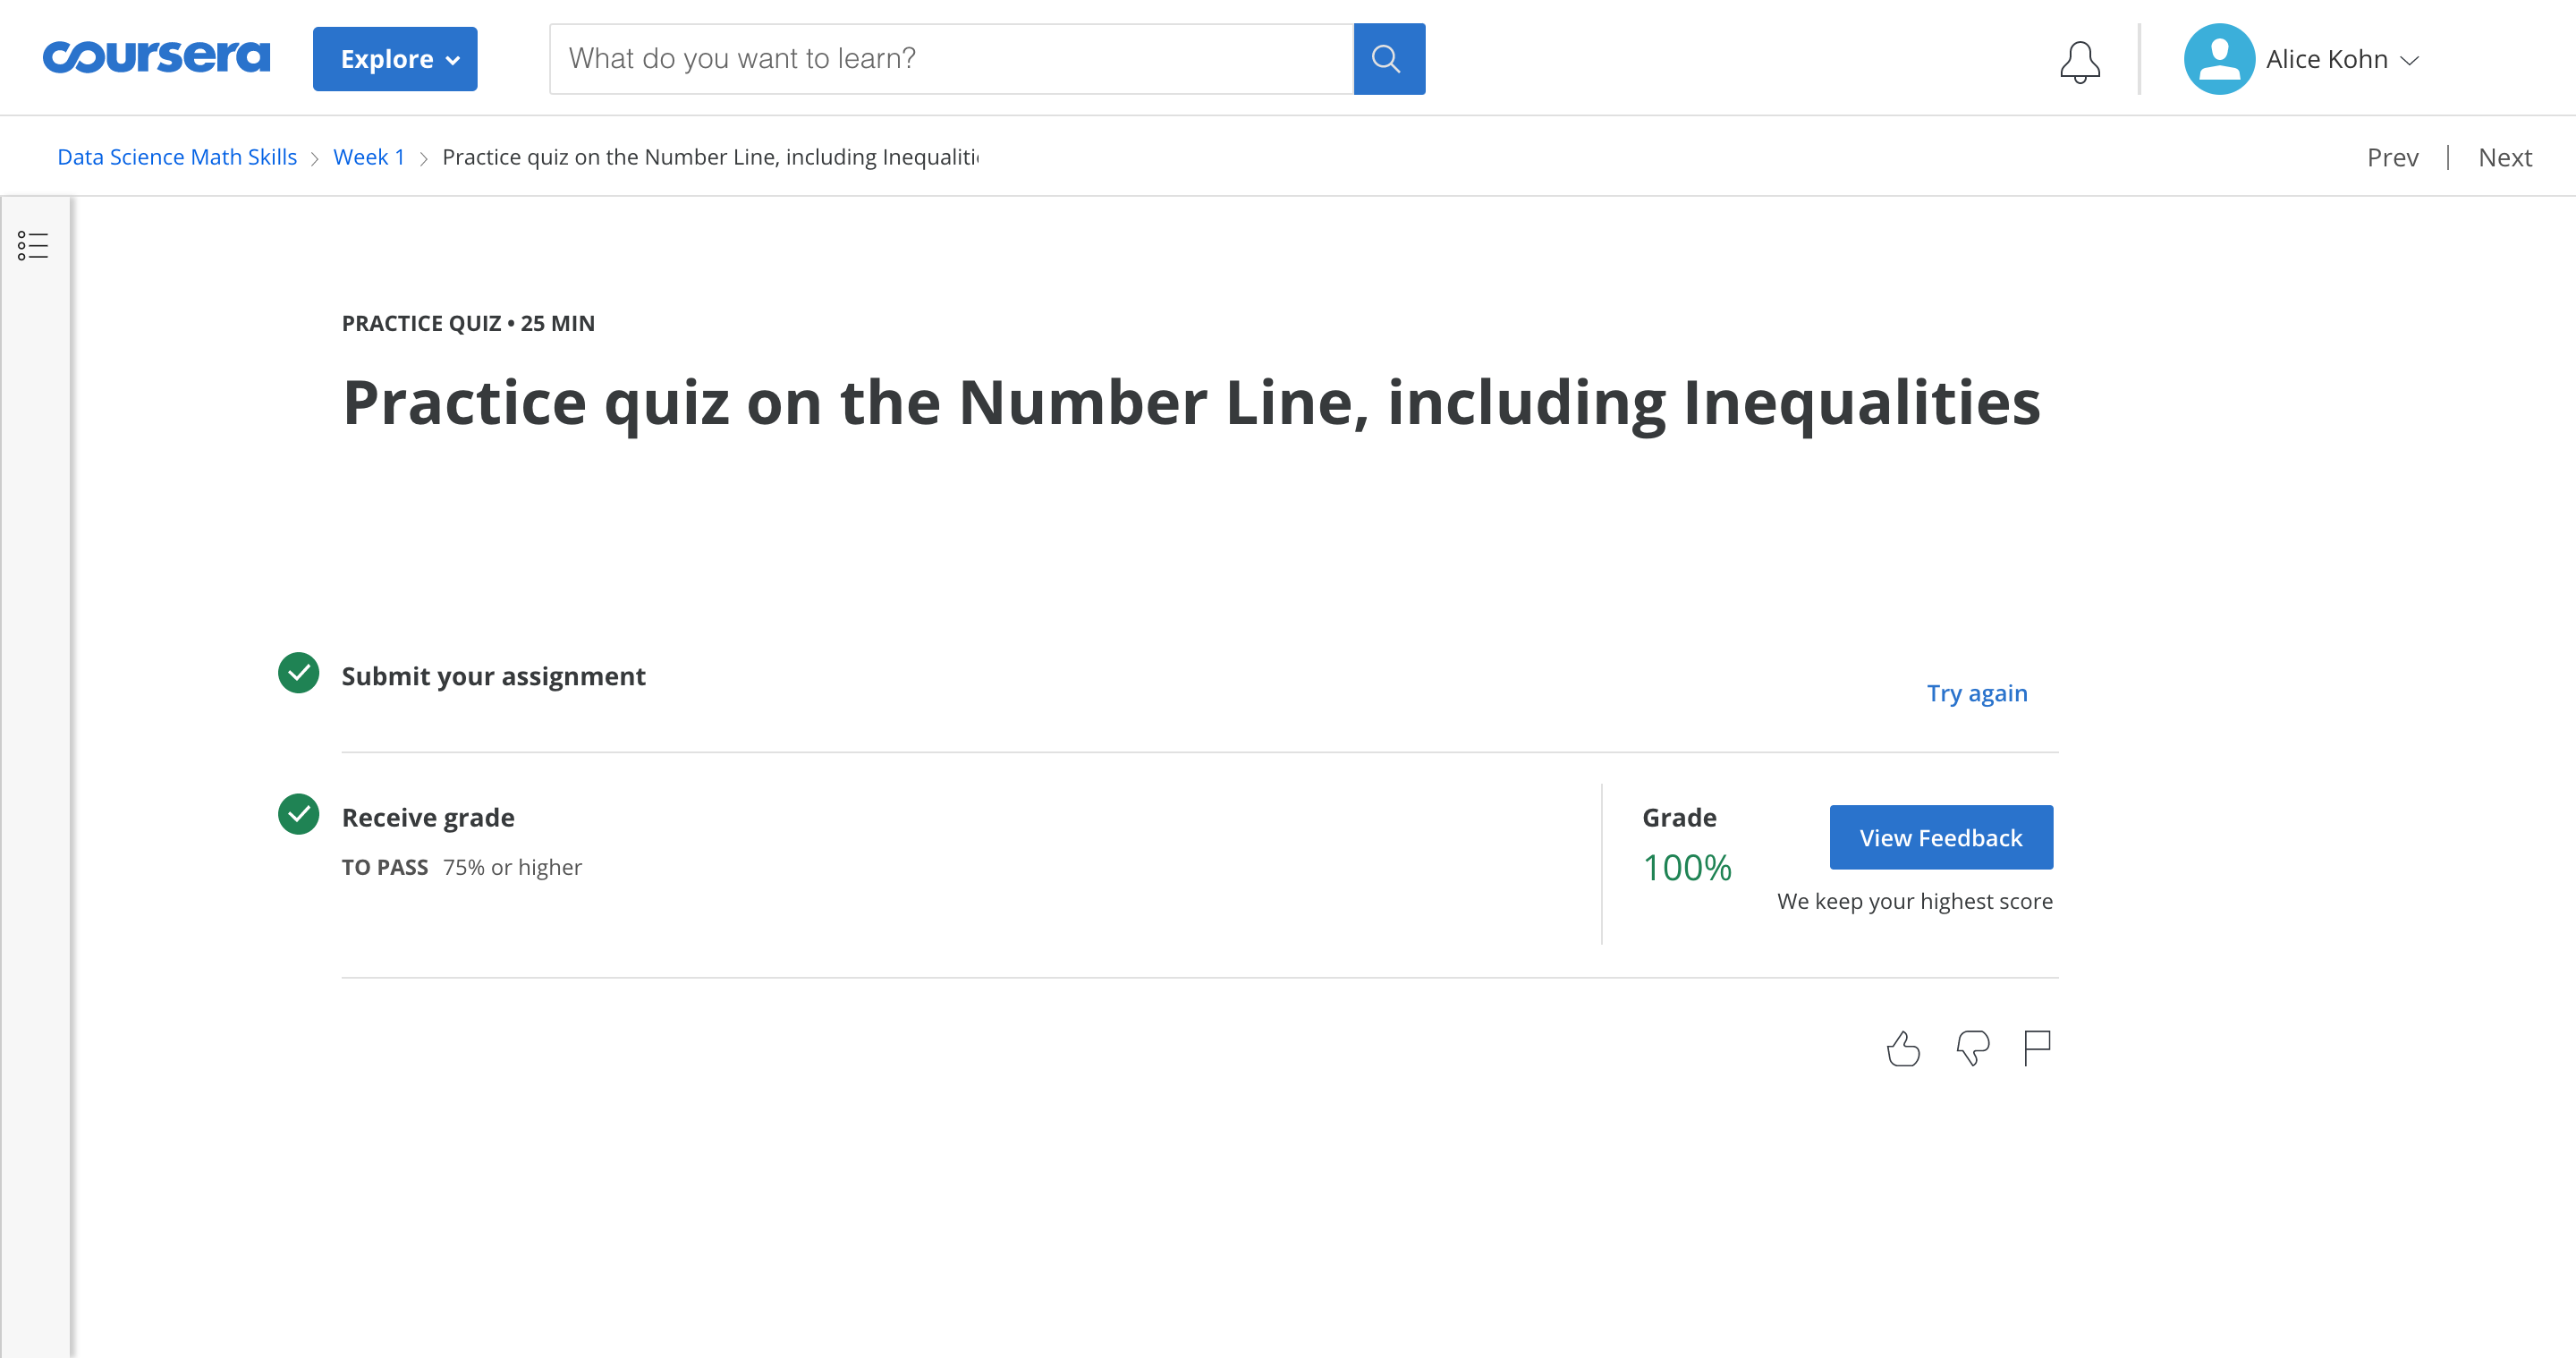 coursera
Explore
What do you want to learn?
Alice Kohn
Data Science Math Skills > Week 1 > Practice quiz on the Number Line, including Inequaliti
Prev | Next
PRACTICE QUIZ • 25 MIN
Practice quiz on the Number Line, including Inequalities
Submit your assignment
Try again
Receive grade
TO PASS 75% or higher
Grade
100%
View Feedback
We keep your highest score